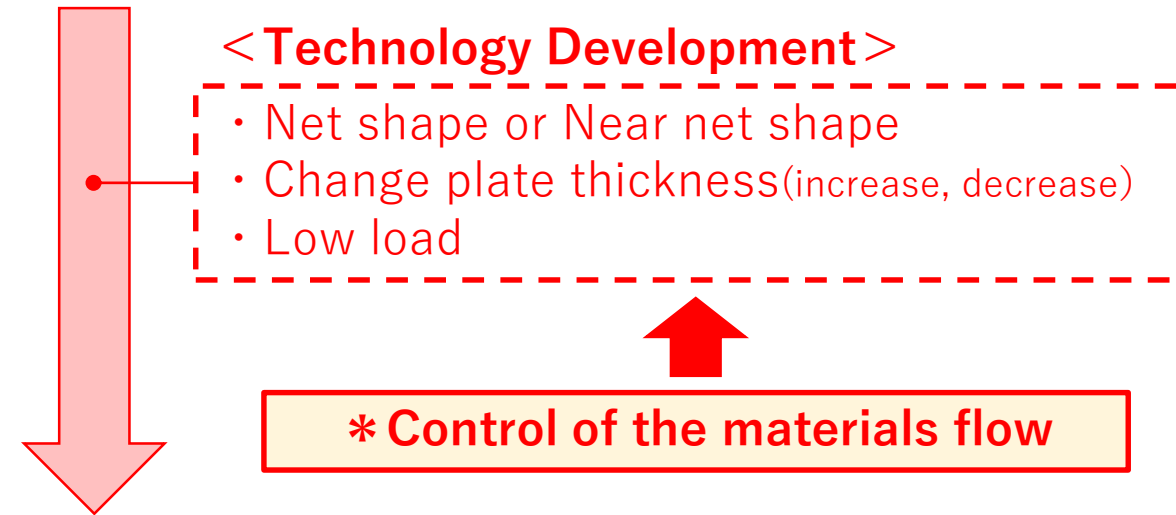 ＜Technology Development＞
・Net shape or Near net shape
・Change plate thickness(increase, decrease)
・Low load
＊Control of the materials flow